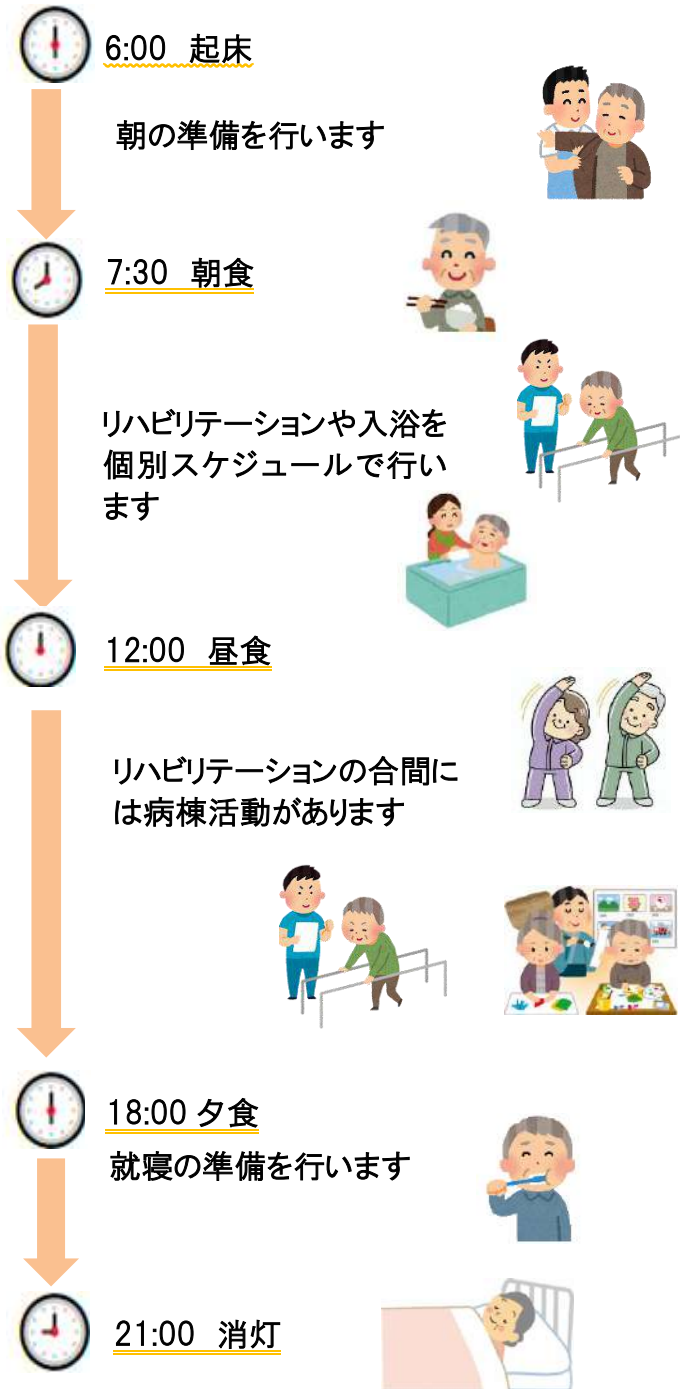 6:00　起床
朝の準備を行います
7:30　朝食
リハビリテーションや入浴を
個別スケジュールで行い
ます
12:00　昼食
リハビリテーションの合間に
は病棟活動があります
18:00 夕食
就寝の準備を行います
21:00　消灯